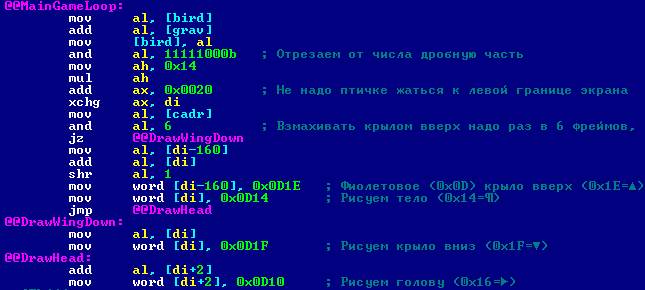 @@MainGameLoop:
mov al, [bird]
add al, [grav]
mov [bird], al
and al, 11111000b ; Отрезаем от числа дробную часть
mov ah, 0x14
mul ah
add ax, 0x0020 ; Не надо птичке жаться к левой границе экрана
xchg ax, di
mov al, [cadr]
and al, 6 ; Взмахивать крылом вверх надо раз в 6 фреймов,
jz @@DrawWingDown
mov al, [di-160]
add al, [di]
shr al, 1
mov word [di-160], 0x0D1E ; Фиолетовое (0x0D) крыло вверх (0x1E=▲)
mov word [di], 0x0D14 ; Рисуем тело (0x14=¶)
jmp @@DrawHead
@@DrawWingDown:
mov al, [di]
mov word [di], 0x0D1F ; Рисуем крыло вниз (0x1F=▼)
@@DrawHead:
add al, [di+2]
mov word [di+2], 0x0D10 ; Рисуем голову (0x16=►)